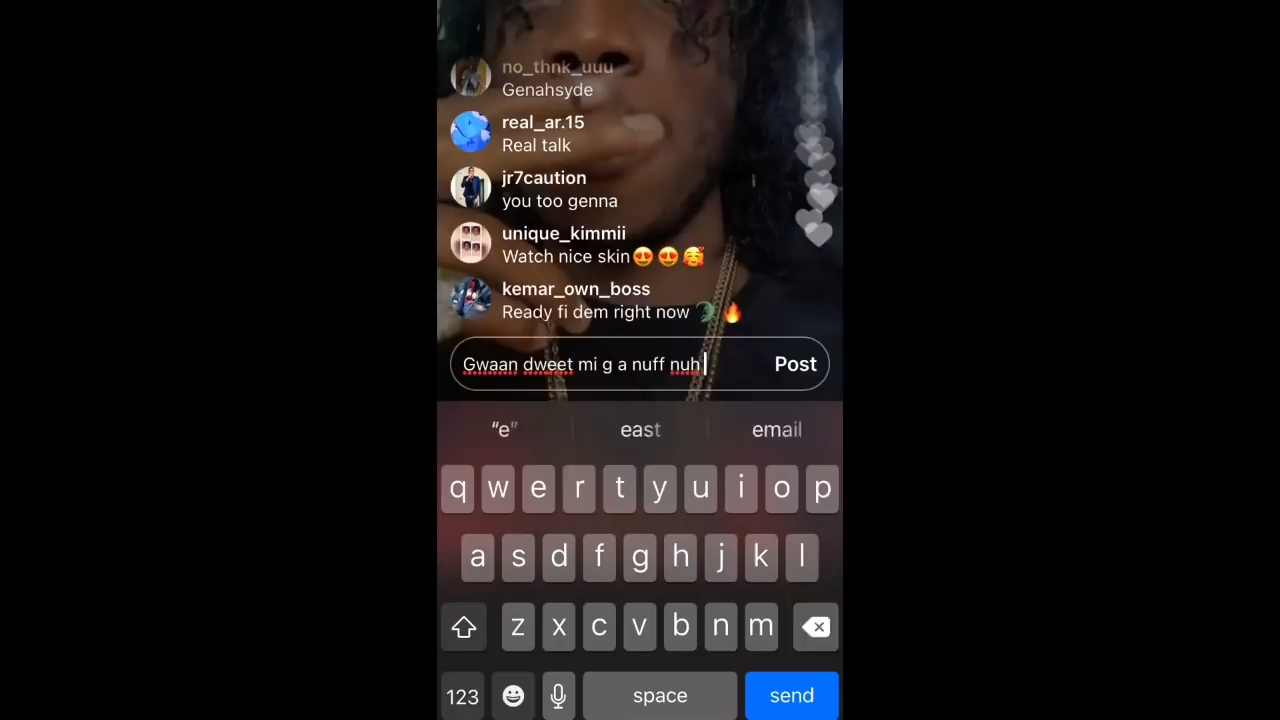 no_thnk_uuu
Genahsyde
real_ar.15
Real talk
jr7caution
you too genna
unique_kimmii
Watch nice skin😍😍🥰
kemar_own_boss
Ready fi dem right now 🐊🔥
Gwaan dweet mi g a nuff nuh
Post
“e”
east
email
q w e r t y u i o p
a s d f g h j k l
z x c v b n m
123
space
send